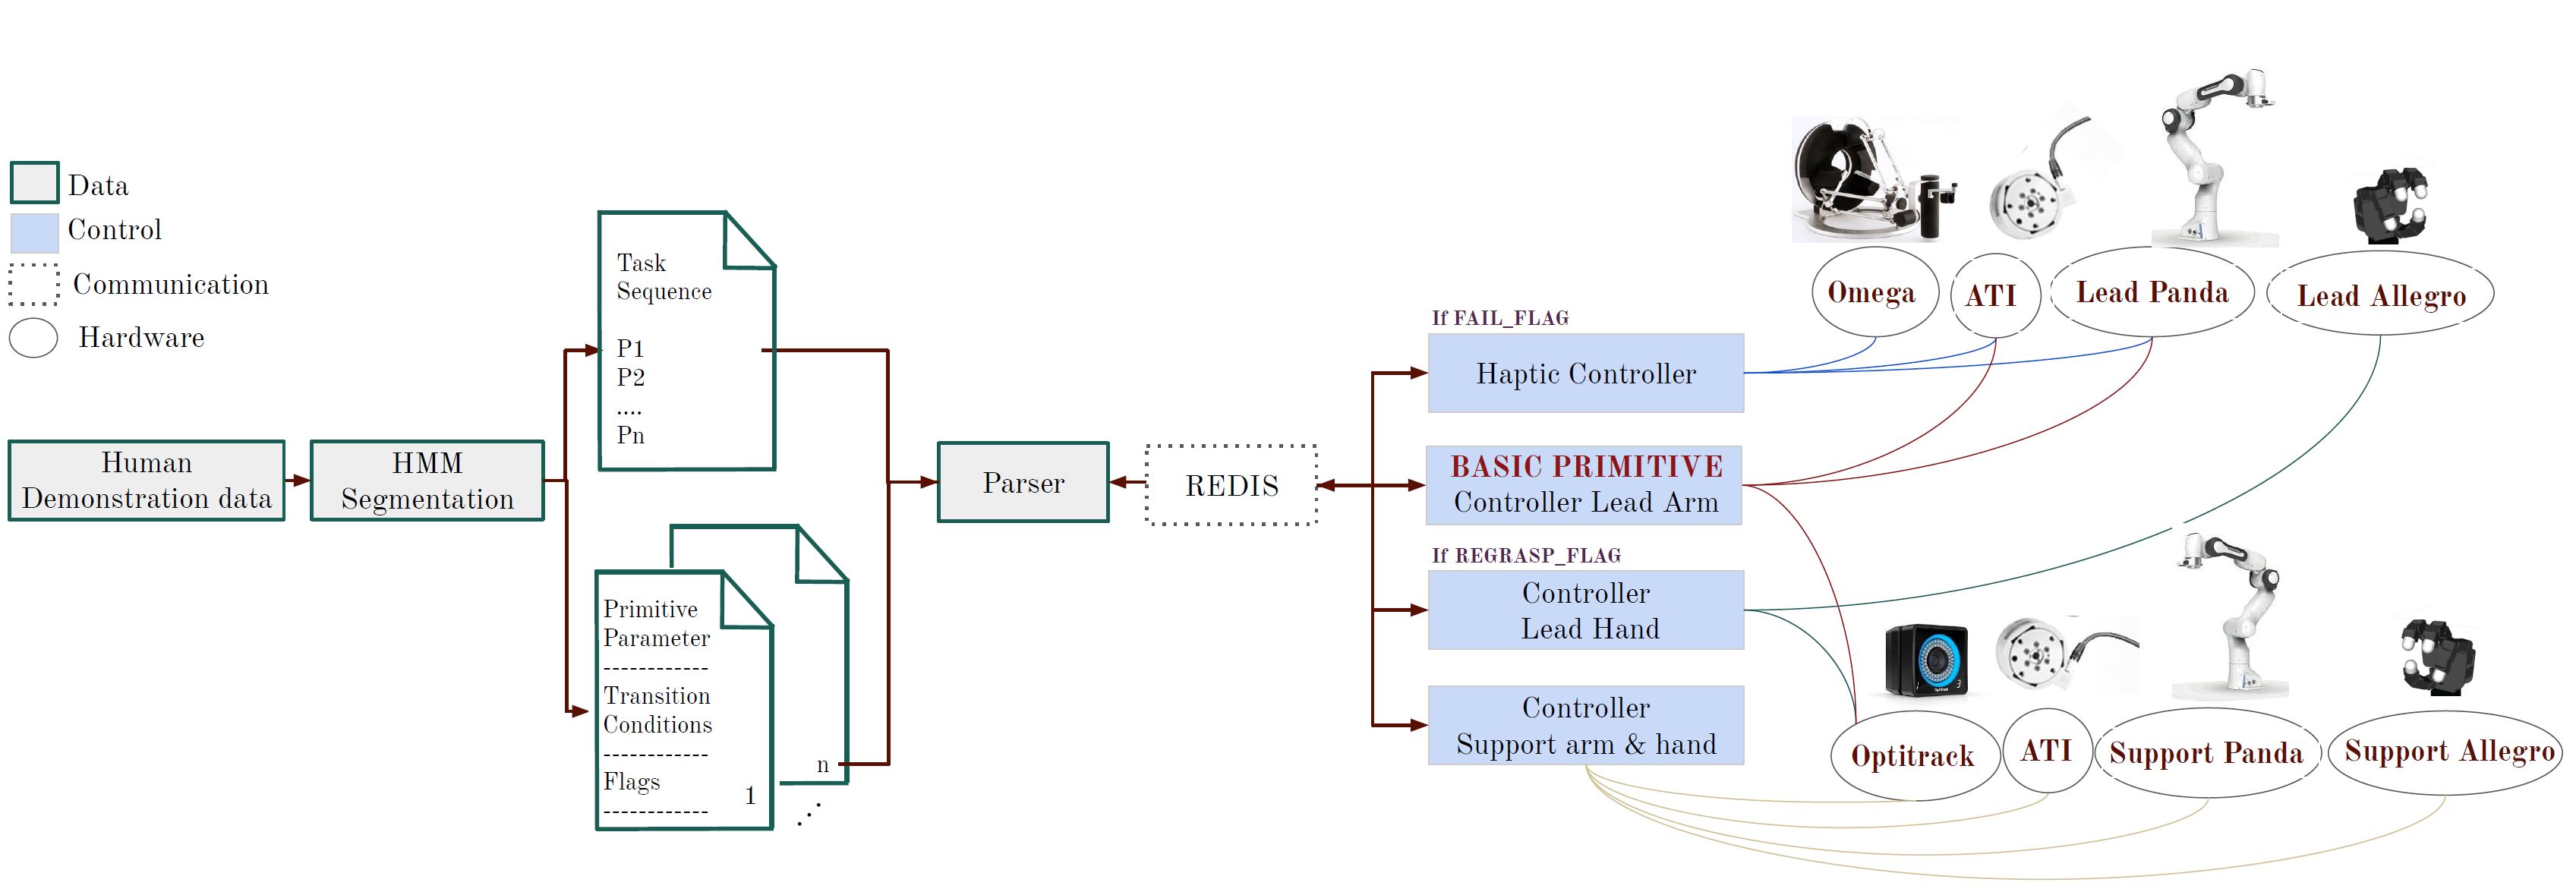 Data
Control
Communication
Hardware
Human
Demonstration data
HMM
Segmentation
Task
Sequence
P1
P2
....
Pn
Primitive
Parameter
------------
Transition
Conditions
------------
Flags
------------
1
n
Parser
REDIS
If FAIL_FLAG
Haptic Controller
BASIC PRIMITIVE
Controller Lead Arm
If REGRASP_FLAG
Controller
Lead Hand
Controller
Support arm & hand
Omega
ATI
Lead Panda
Lead Allegro
Optitrack
ATI
Support Panda
Support Allegro